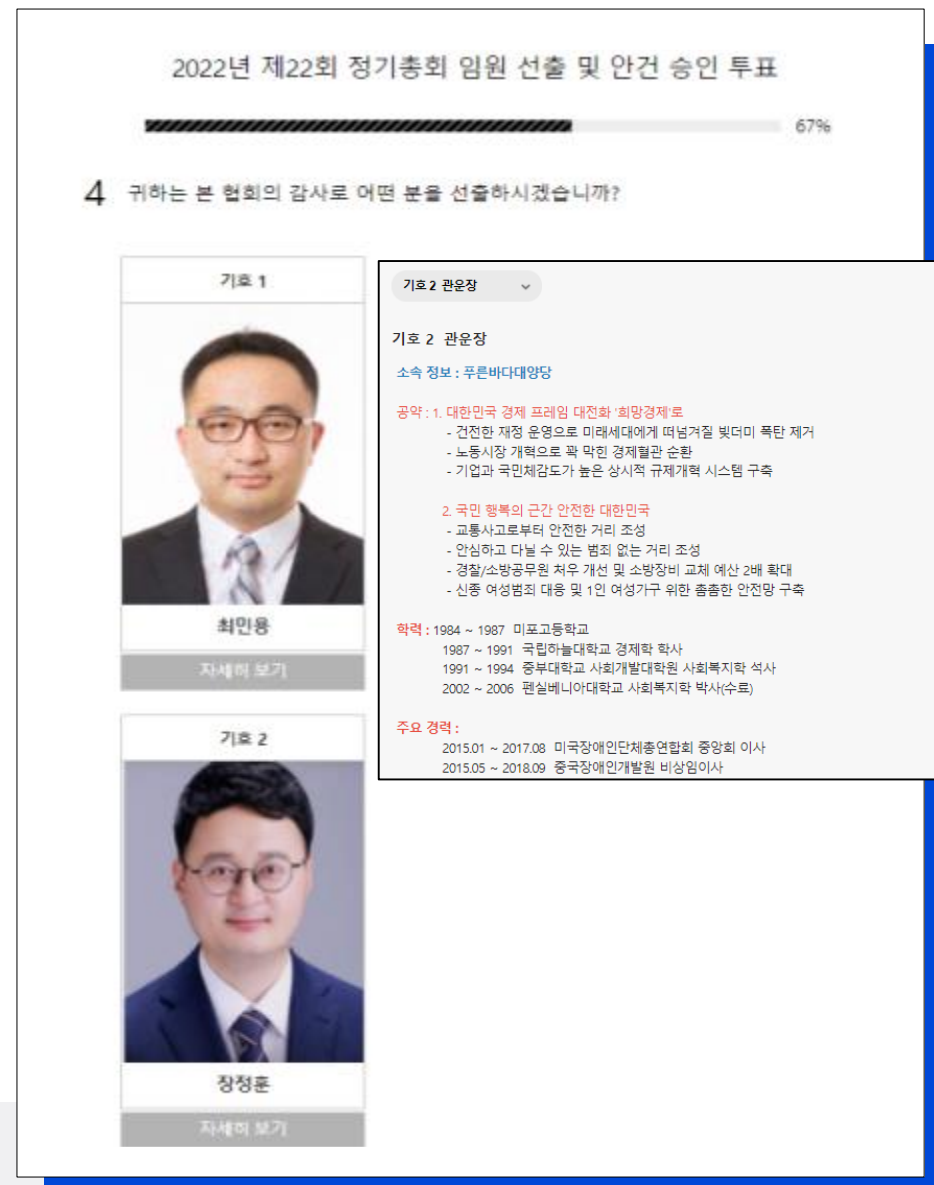 2022년 제22회 정기총회 임원 선출 및 안건 승인 투표
67%
4 귀하는 본 협회의 감사로 어떤 분을 선출하시겠습니까?
기호 1
최민용
자세히 보기
기호 2
장정훈
자세히 보기
기호 2 관운장
기호 2 관운장
소속 정보 : 푸른바다대양당
공약 : 1. 대한민국 경제 프레임 대전화 '희망경제'로
- 건전한 재정 운영으로 미래세대에게 떠넘겨질 빚더미 폭탄 제거
- 노동시장 개혁으로 꽉 막힌 경제혈관 순환
- 기업과 국민체감도가 높은 상시적 규제개혁 시스템 구축
2. 국민 행복의 근간 안전한 대한민국
- 교통사고로부터 안전한 거리 조성
- 안심하고 다닐 수 있는 범죄 없는 거리 조성
- 경찰/소방공무원 처우 개선 및 소방장비 교체 예산 2배 확대
- 신종 여성범죄 대응 및 1인 여성가구 위한 촘촘한 안전망 구축
학력 : 1984 ~ 1987 미포고등학교
1987 ~ 1991 국립하늘대학교 경제학 학사
1991 ~ 1994 중부대학교 사회개발대학원 사회복지학 석사
2002 ~ 2006 펜실베니아대학교 사회복지학 박사(수료)
주요 경력 :
2015.01 ~ 2017.08 미국장애인단체총연합회 중앙회 이사
2015.05 ~ 2018.09 중국장애인개발원 비상임이사